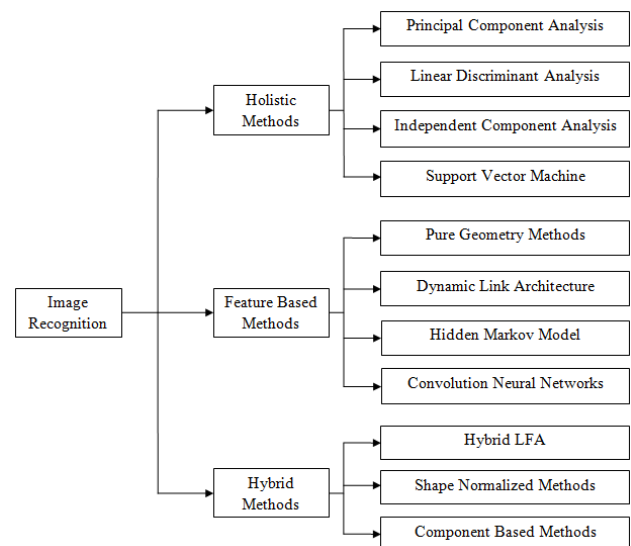 Image
Recognition
Holistic
Methods
Principal Component Analysis
Linear Discriminant Analysis
Independent Component Analysis
Support Vector Machine
Feature Based
Methods
Pure Geometry Methods
Dynamic Link Architecture
Hidden Markov Model
Convolution Neural Networks
Hybrid
Methods
Hybrid LFA
Shape Normalized Methods
Component Based Methods